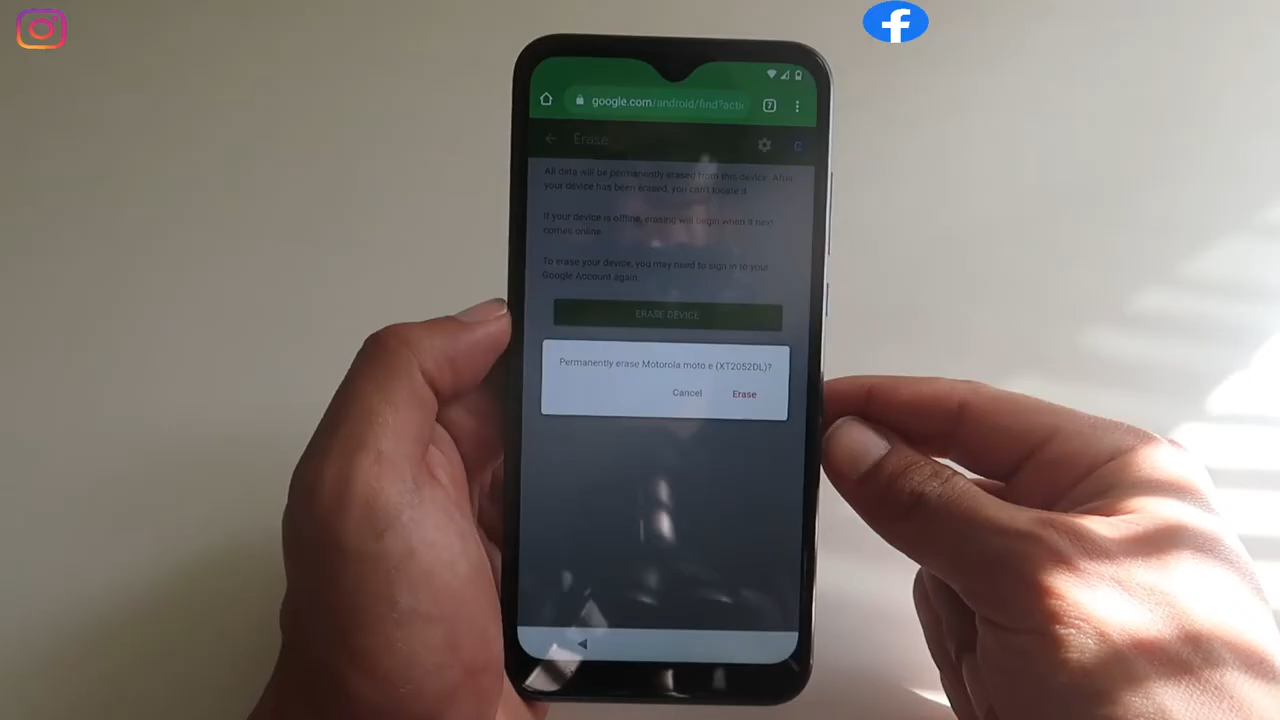 google.com/android/find?acti
7
Erase
C
All data will be permanently erased from this device. After
your device has been erased, you can't locate it.
If your device is offline, erasing will begin when it next
comes online.
To erase your device, you may need to sign in to your
Google Account again.
ERASE DEVICE
Permanently erase Motorola moto e (XT2052DL)?
Cancel
Erase